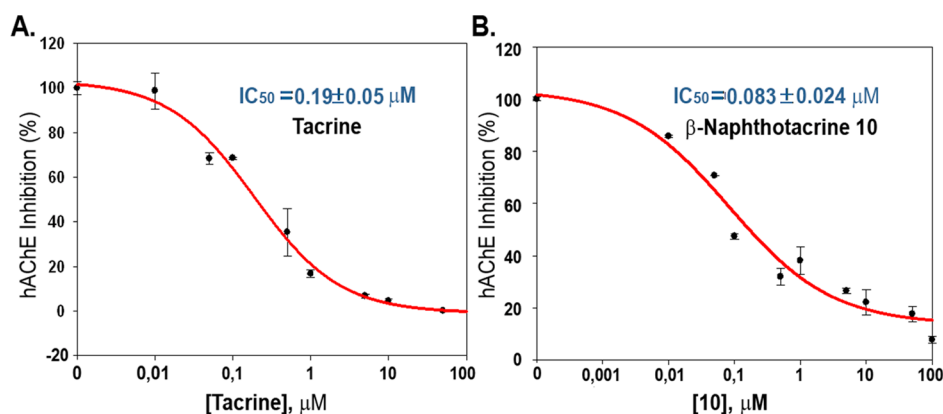 A.
120
100
80
60
40
20
0
-20
hAChE Inhibition (%)
IC50 =0.19±0.05 µM
Tacrine
0 0,01 0,1 1 10 100
[Tacrine], µM
B.
120
100
80
60
40
20
0
hAChE Inhibition (%)
IC50=0.083±0.024 µM
β-Naphthotacrine 10
0 0,001 0,01 0,1 1 10 100
[10], µM